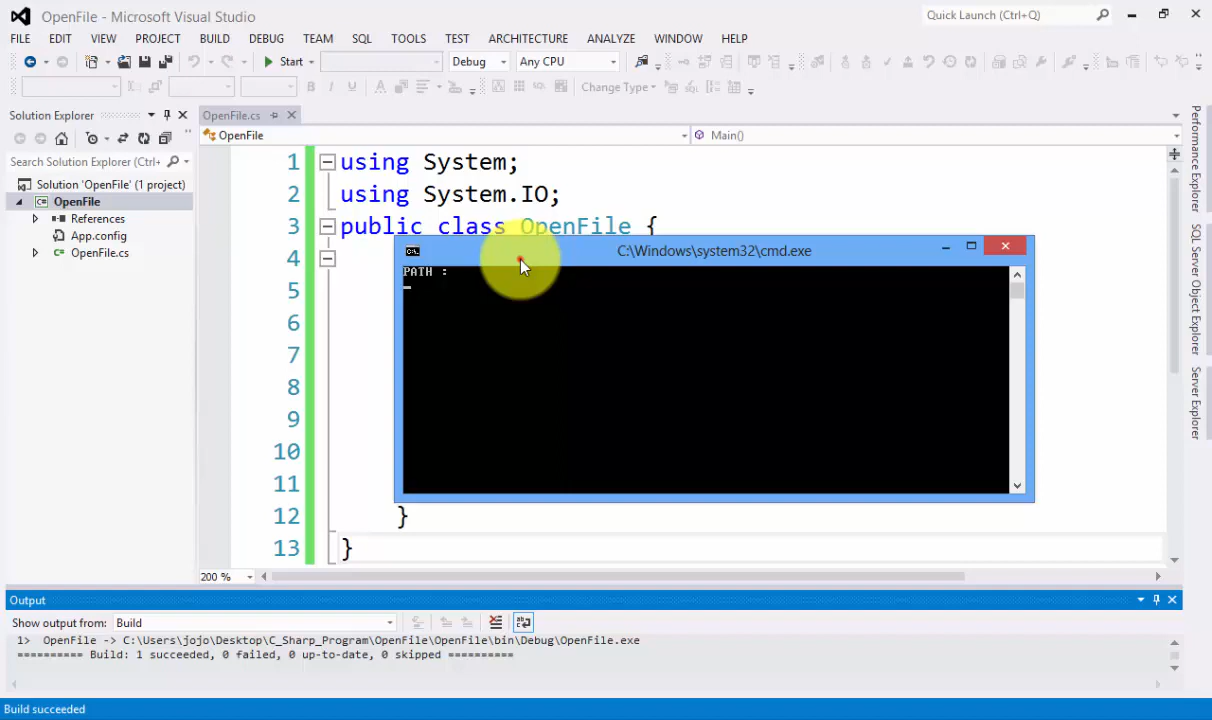 OpenFile - Microsoft Visual Studio
Quick Launch (Ctrl+Q)
FILE EDIT VIEW PROJECT BUILD DEBUG TEAM SQL TOOLS TEST ARCHITECTURE ANALYZE WINDOW HELP
Start Debug Any CPU
Change Type
Solution Explorer
OpenFile.cs
OpenFile
Main()
Search Solution Explorer (Ctrl+
Solution 'OpenFile' (1 project)
OpenFile
References
App.config
OpenFile.cs
1 using System;
2 using System.IO;
3 public class OpenFile {
4
5
6
7
8
9
10
11
12 }
13 }
C:\Windows\system32\cmd.exe
PATH :
200 %
Performance Explorer
SQL Server Object Explorer
Server Explorer
Output
Show output from: Build
1> OpenFile -> C:\Users\jojo\Desktop\C_Sharp_Program\OpenFile\OpenFile\bin\Debug\OpenFile.exe
========== Build: 1 succeeded, 0 failed, 0 up-to-date, 0 skipped ==========
Build succeeded